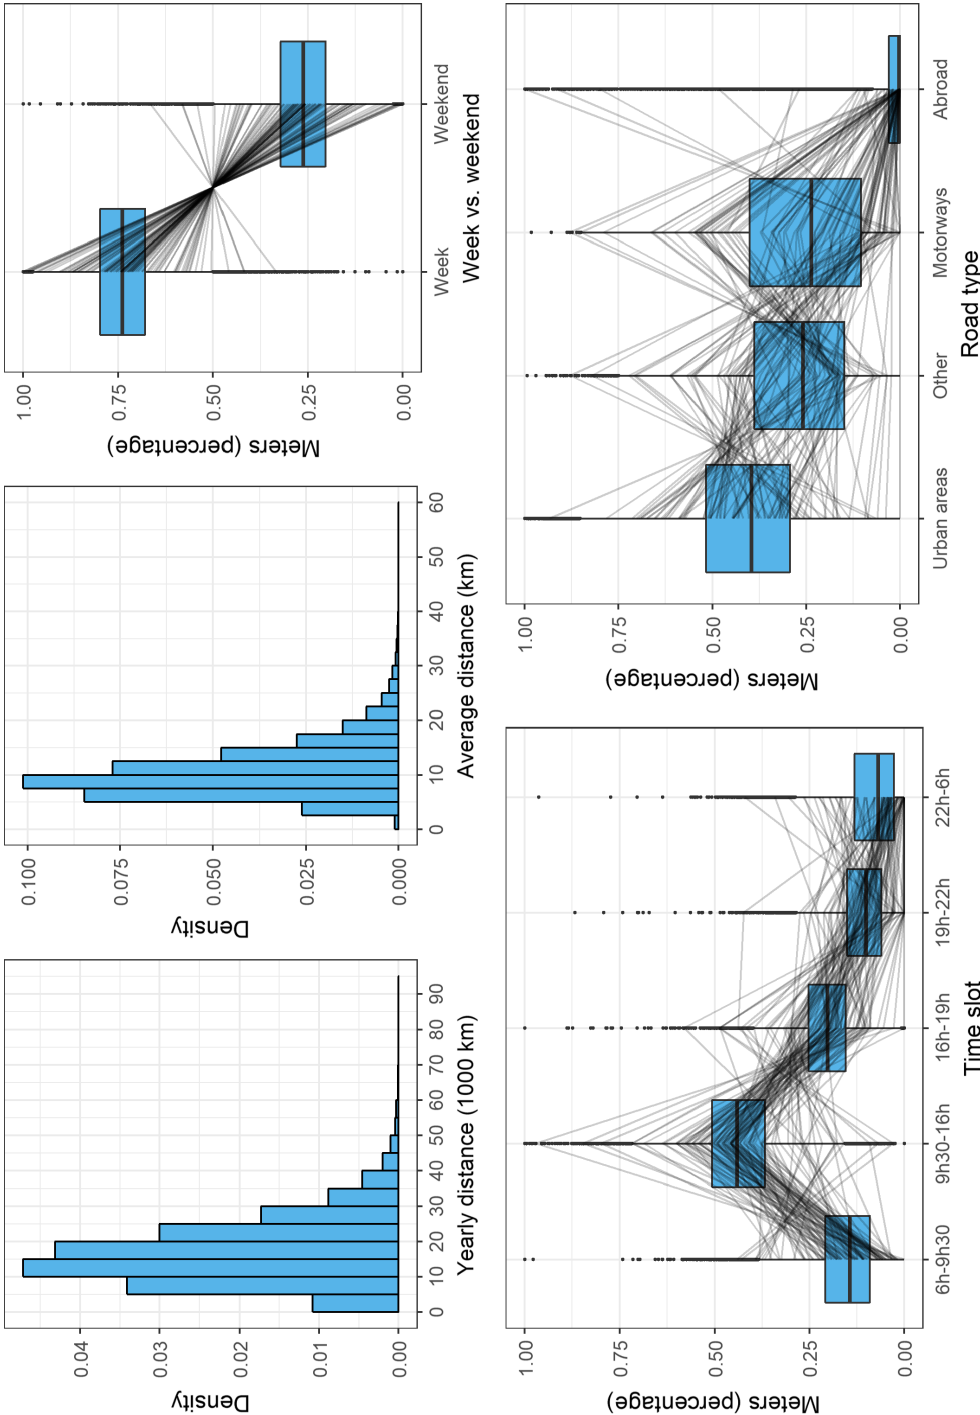 Density
0.04
0.03
0.02
0.01
0.00
0 10 20 30 40 50 60 70 80 90
Yearly distance (1000 km)
Density
0.100
0.075
0.050
0.025
0.000
0 10 20 30 40 50 60
Average distance (km)
Meters (percentage)
1.00
0.75
0.50
0.25
0.00
Week Weekend
Week vs. weekend
Meters (percentage)
1.00
0.75
0.50
0.25
0.00
6h-9h30 9h30-16h 16h-19h 19h-22h 22h-6h
Time slot
Meters (percentage)
1.00
0.75
0.50
0.25
0.00
Urban areas Other Motorways Abroad
Road type